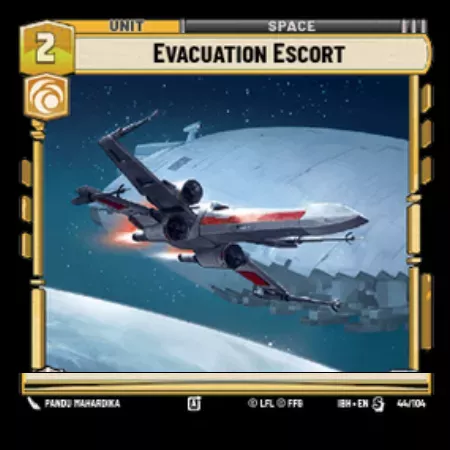 UNIT
SPACE
2
EVACUATION ESCORT
PANDU MAHARDIKA
A
© LFL © FFG
IBH • EN
44/104